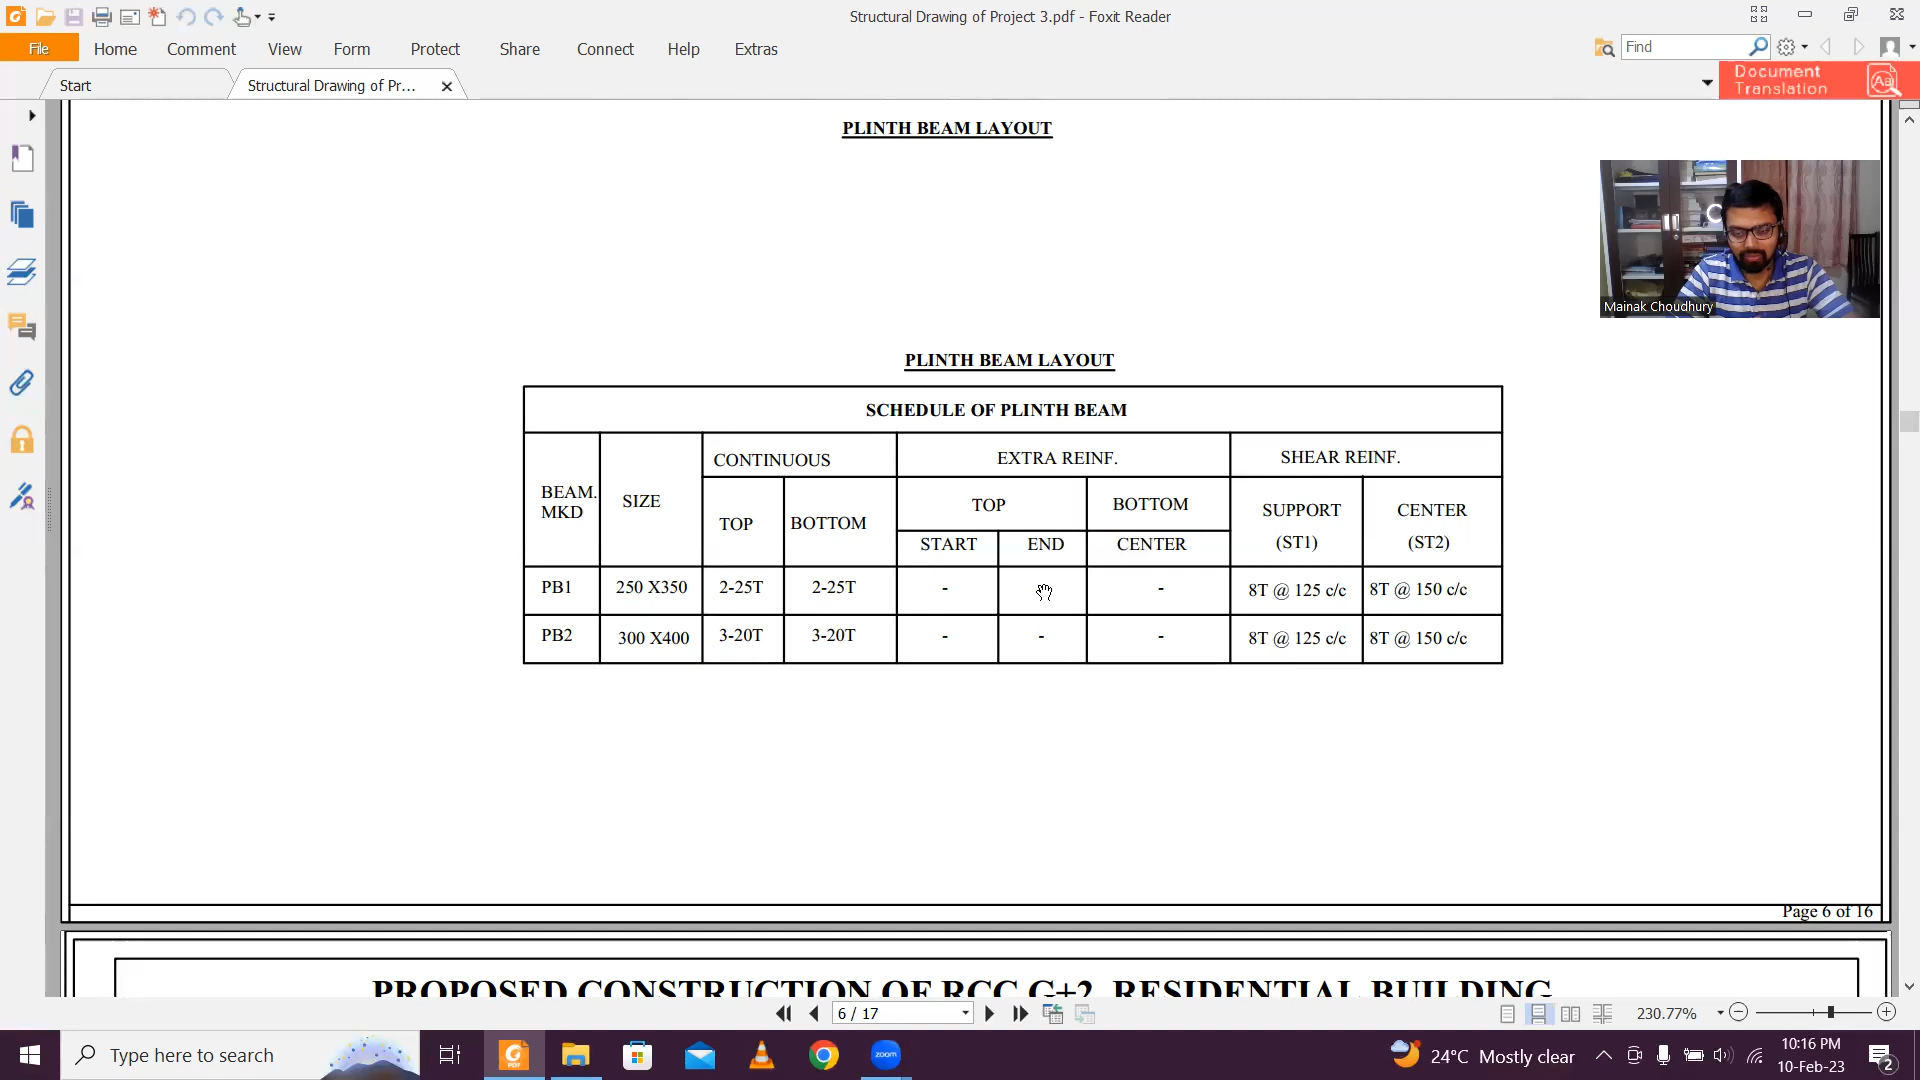 Structural Drawing of Project 3.pdf - Foxit Reader
File Home Comment View Form Protect Share Connect Help Extras
Find
Start
Structural Drawing of Pr...
Document Translation
PLINTH BEAM LAYOUT
Mainak Choudhury
PLINTH BEAM LAYOUT
SCHEDULE OF PLINTH BEAM
BEAM. MKD SIZE CONTINUOUS EXTRA REINF. SHEAR REINF.
TOP BOTTOM TOP BOTTOM SUPPORT (ST1) CENTER (ST2)
START END CENTER
PB1 250 X350 2-25T 2-25T - - 8T @ 125 c/c 8T @ 150 c/c
PB2 300 X400 3-20T 3-20T - - - 8T @ 125 c/c 8T @ 150 c/c
Page 6 of 16
PROPOSED CONSTRUCTION OF RCC G+2 RESIDENTIAL BUILDING
6 / 17
230.77%
Type here to search
PDF
zoom
24°C Mostly clear
10:16 PM
10-Feb-23
2